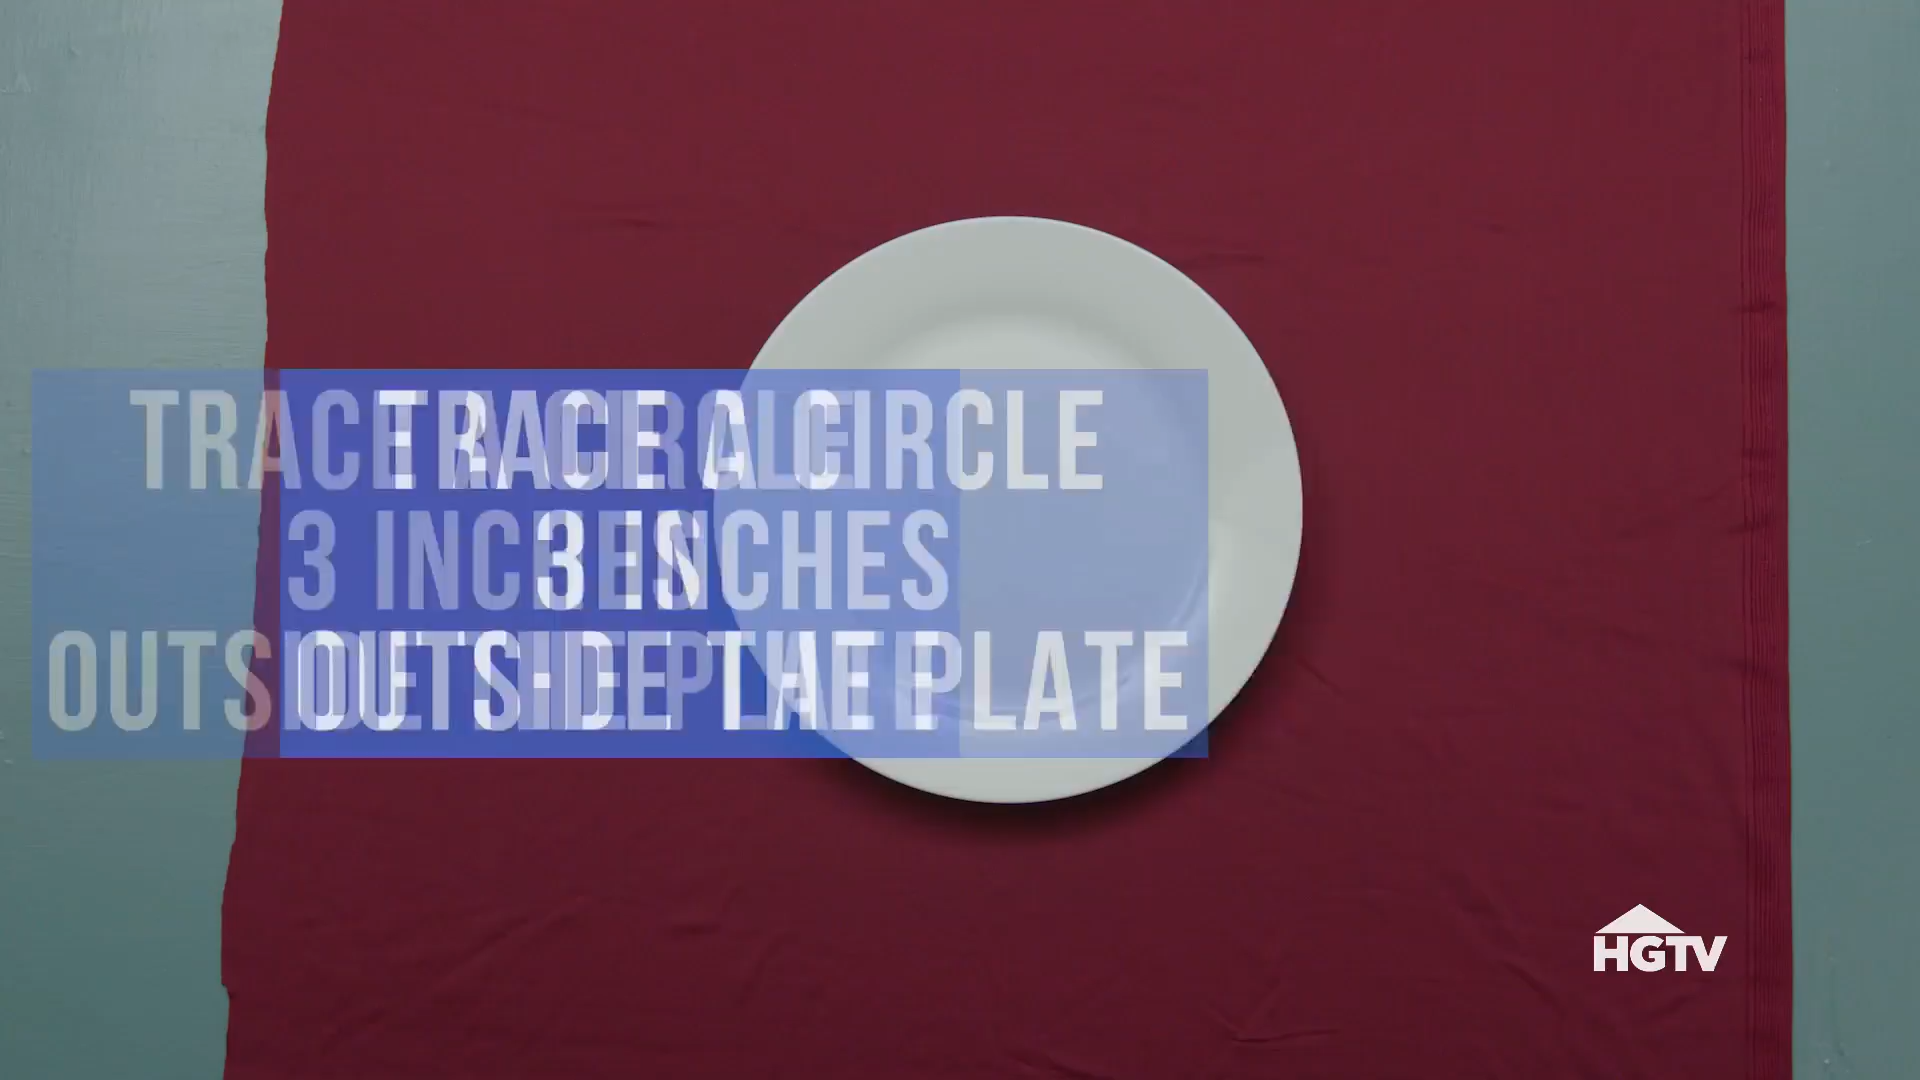 TRACE A CIRCLE
3 INCHES
OUTSIDE THE PLATE
HGTV